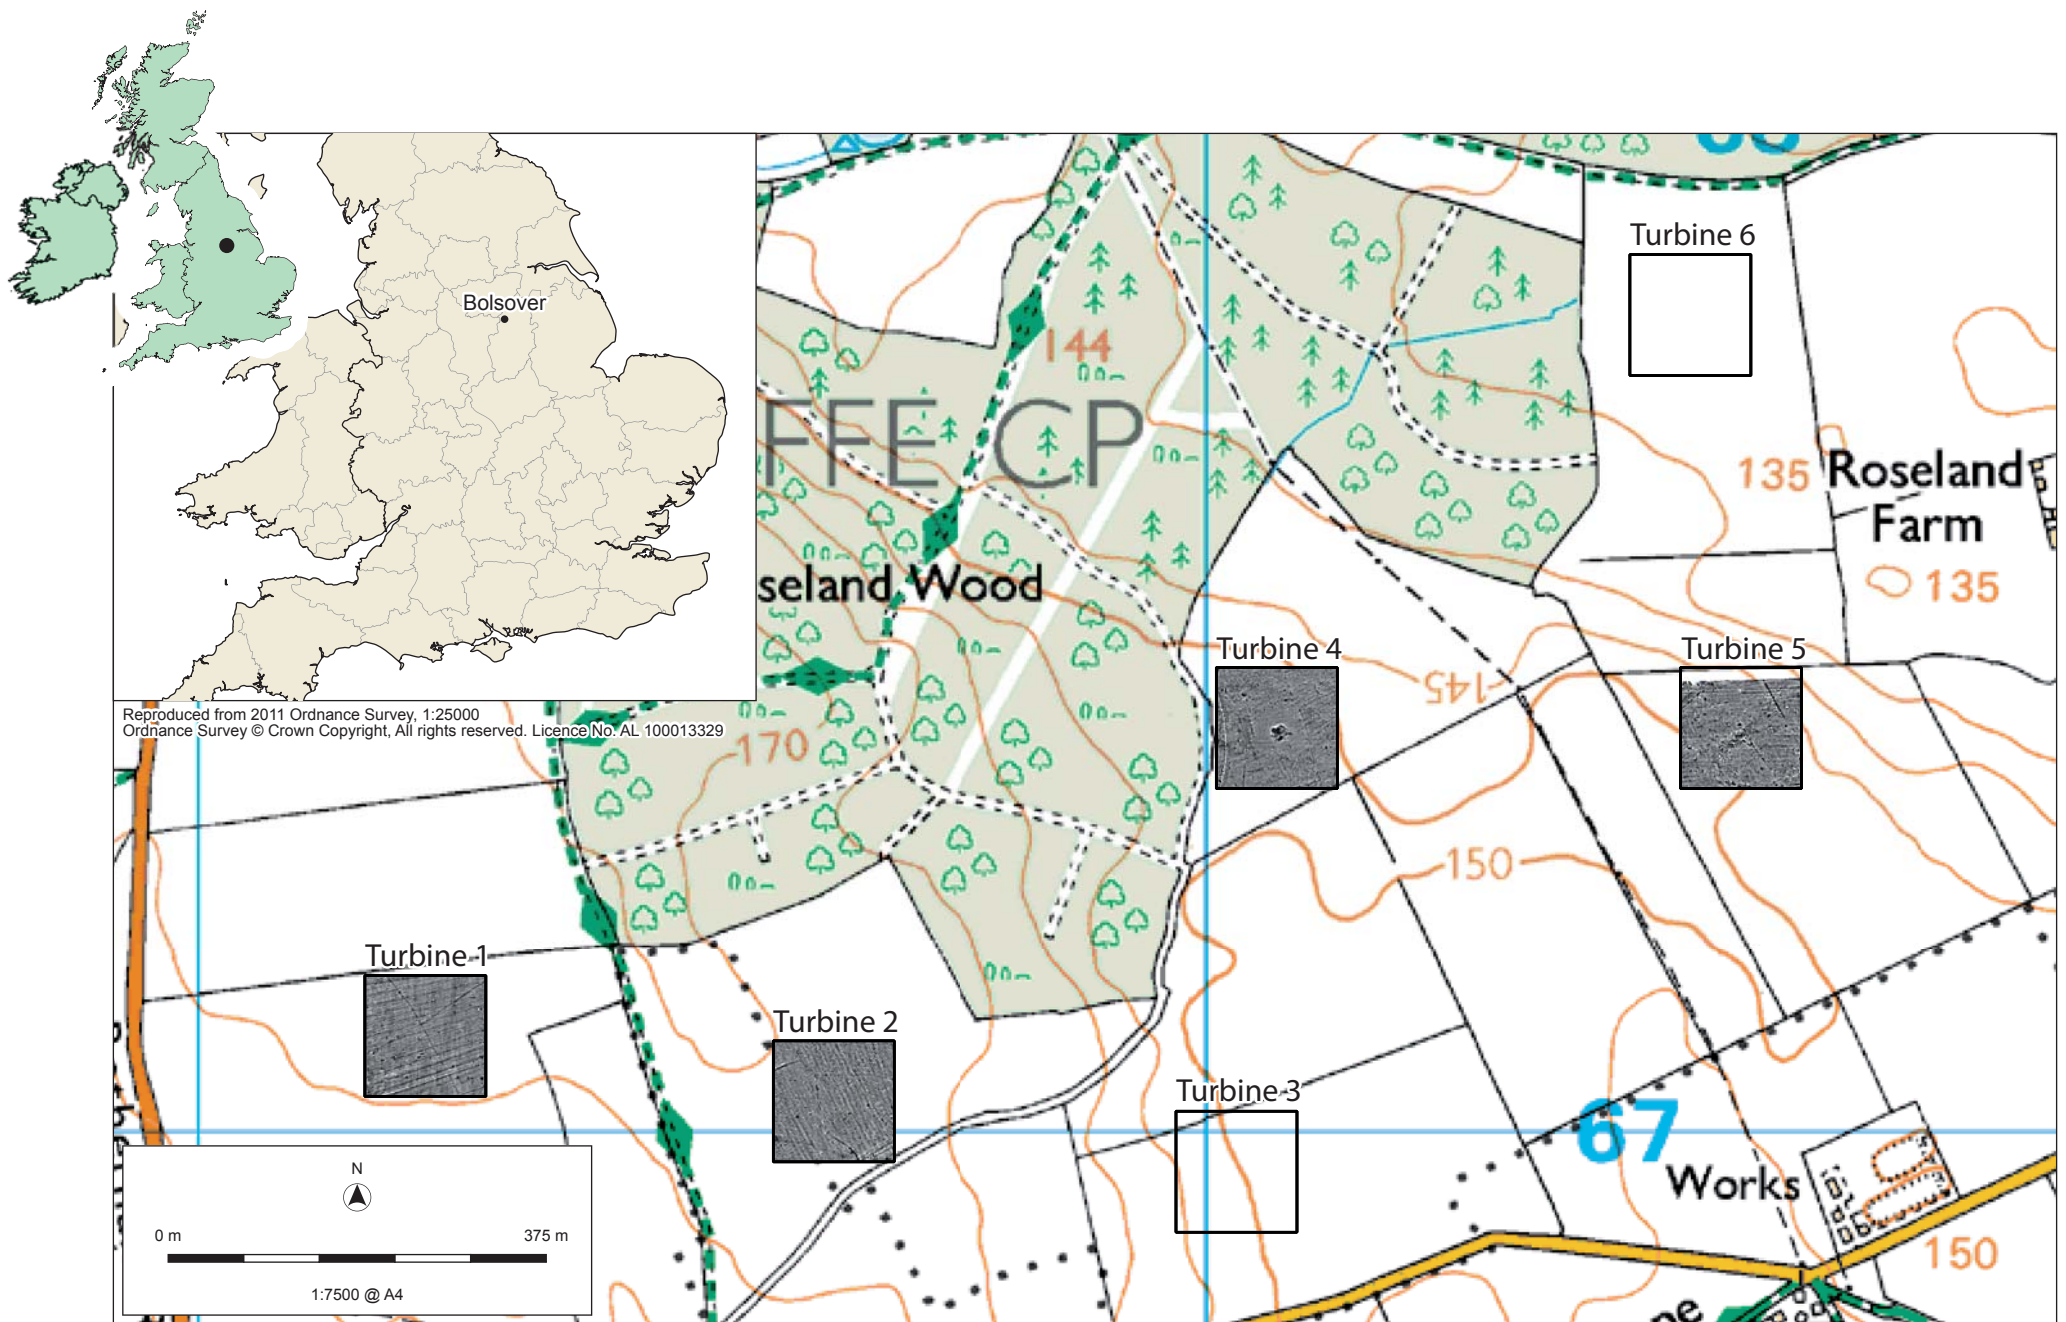 Bolsover
Reproduced from 2011 Ordnance Survey, 1:25000
Ordnance Survey © Crown Copyright, All rights reserved. Licence No. AL 100013329
Turbine 6
144
FFE CP
135
Roseland
Farm
135
seland Wood
Turbine 4
Turbine 5
145
170
150
Turbine 1
Turbine 2
Turbine 3
67
Works
150
N
0 m
375 m
1:7500 @ A4